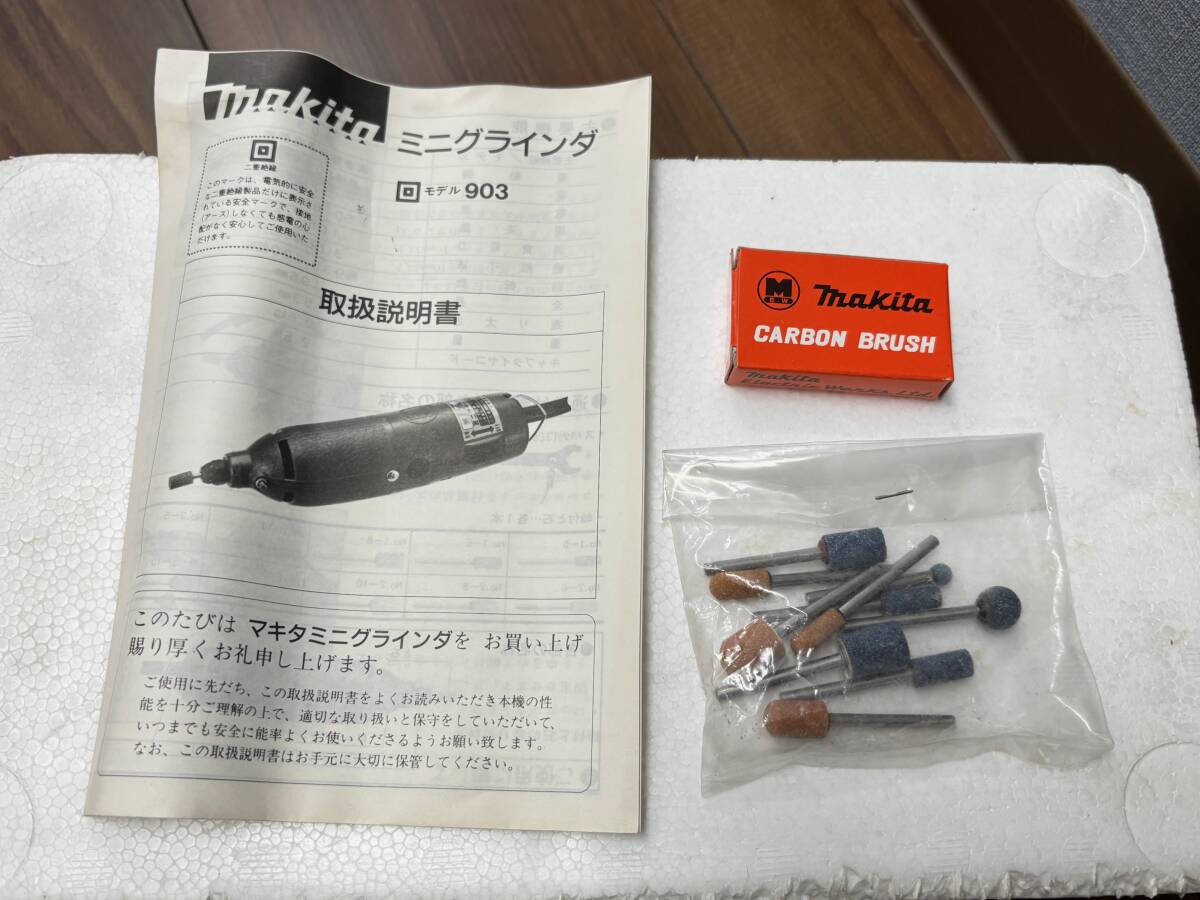 makita
ミニグラインダ
モデル 903
二重絶縁
このマークは、電気的に安全
な二重絶縁製品だけに表示さ
れている安全マークで、接地
(アース)しなくても感電の心
配がなく安心してご使用いた
だけます。
取扱説明書
このたびは マキタミニグラインダを お買い上げ
賜り厚くお礼申し上げます。
ご使用に先だち、この取扱説明書をよくお読みいただき本機の性
能を十分ご理解の上で、適切な取り扱いと保守をしていただいて、
いつまでも安全に能率よくお使いくださるようお願い致します。
なお、この取扱説明書はお手元に大切に保管してください。
M
E.W
makita
CARBON BRUSH
makita
Electric Works, Ltd.